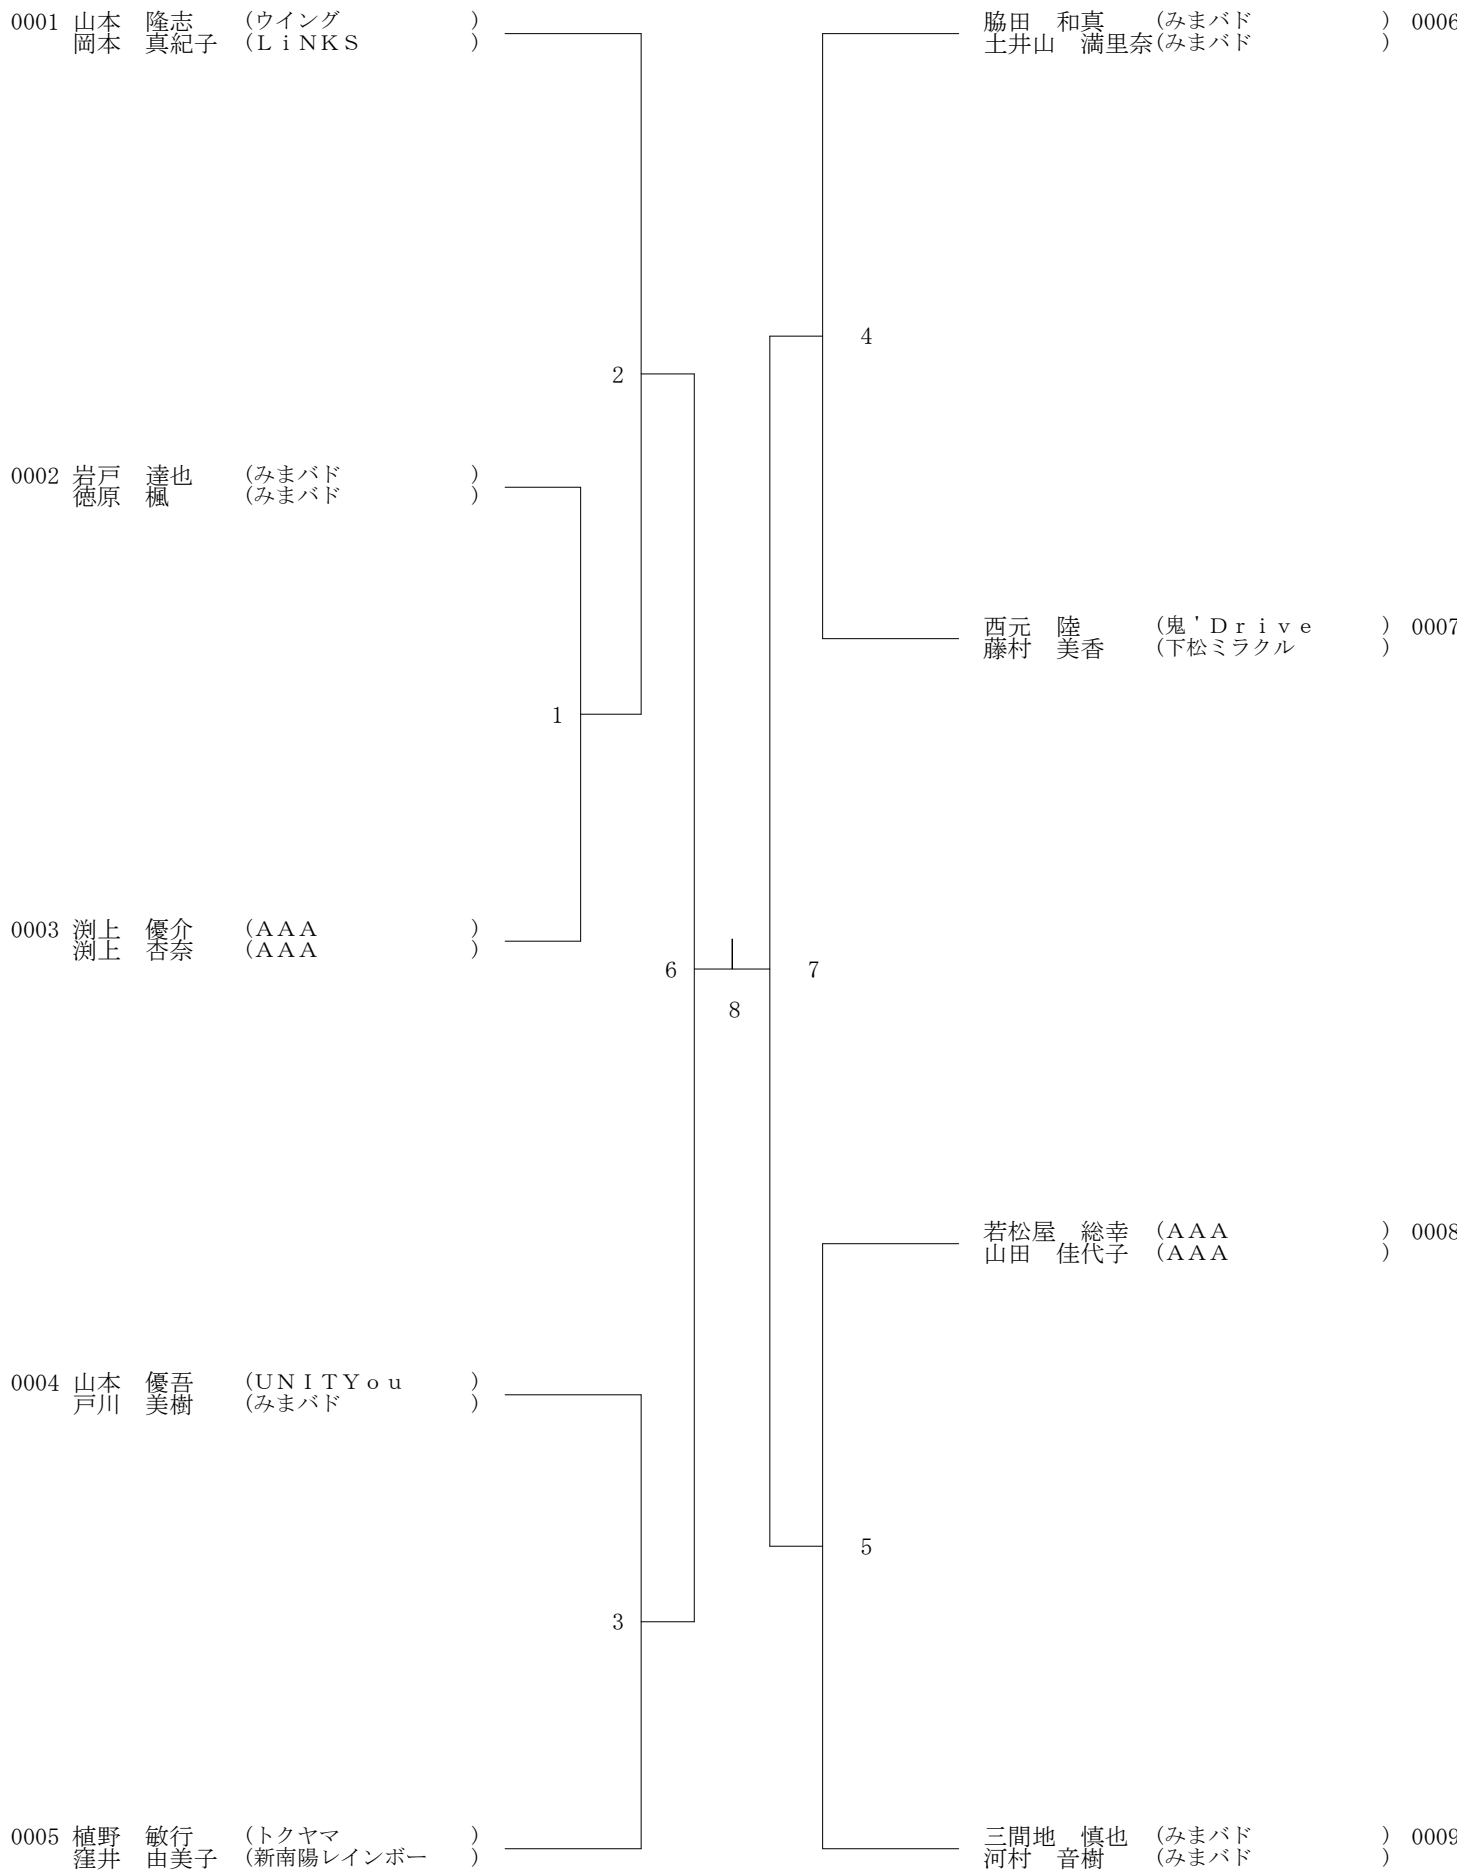 0001 山本　隆志　　(ウイング　　　　　)
岡本　真紀子　(ＬｉＮＫＳ　　　　)
2
0002 岩戸　達也　　(みまバド　　　　　)
徳原　楓　　　(みまバド　　　　　)
1
0003 渕上　優介　　(ＡＡＡ　　　　　　)
渕上　杏奈　　(ＡＡＡ　　　　　　)
6
8
0004 山本　優吾　　(ＵＮＩＴＹｏｕ　　)
戸川　美樹　　(みまバド　　　　　)
3
0005 植野　敏行　　(トクヤマ　　　　　)
窪井　由美子　(新南陽レインボー　)
脇田　和真　　(みまバド　　　　　) 0006
土井山　満里奈(みまバド　　　　　)
4
西元　陸　　　(鬼＇Ｄｒｉｖｅ　　) 0007
藤村　美香　　(下松ミラクル　　　)
7
若松屋　総幸　(ＡＡＡ　　　　　　) 0008
山田　佳代子　(ＡＡＡ　　　　　　)
5
三間地　慎也　(みまバド　　　　　) 0009
河村　音樹　　(みまバド　　　　　)